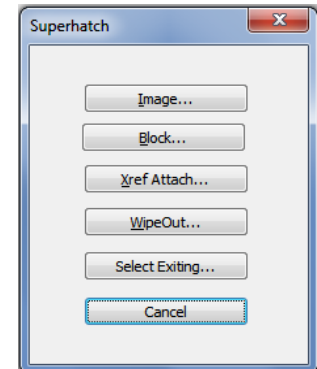 Superhatch
Image...
Block...
Xref Attach...
WipeOut...
Select Exiting...
Cancel